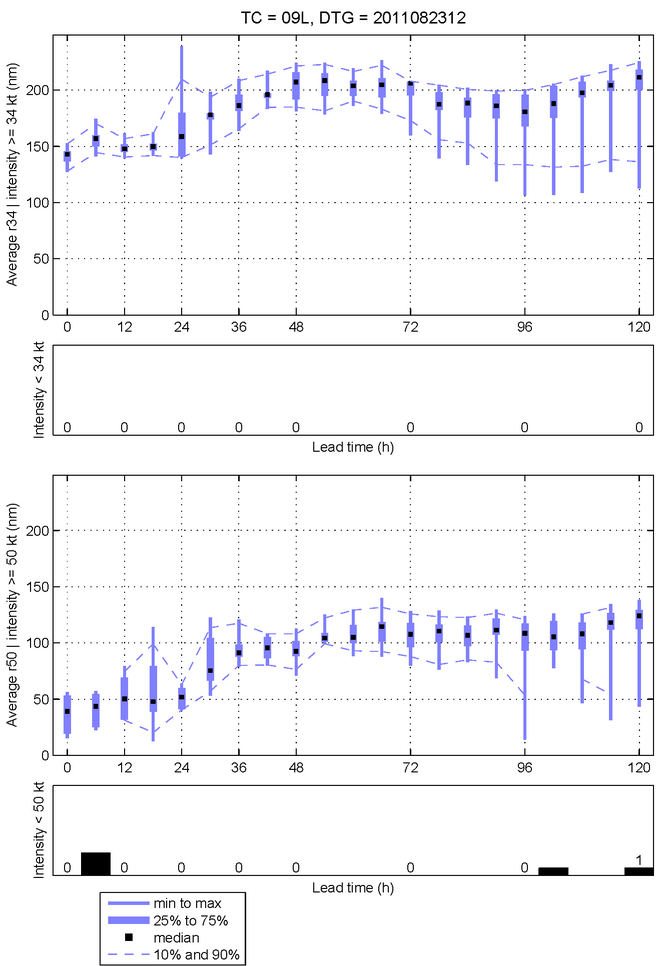 TC = 09L, DTG = 2011082312
Average r34 | intensity >= 34 kt (nm)
200
150
100
50
0
0 12 24 36 48 72 96 120
Intensity < 34 kt
0 0 0 0 0 0 0 0
Lead time (h)
Average r50 | intensity >= 50 kt (nm)
200
150
100
50
0
0 12 24 36 48 72 96 120
Intensity < 50 kt
0 0 0 0 0 0 0 1
Lead time (h)
min to max
25% to 75%
median
10% and 90%